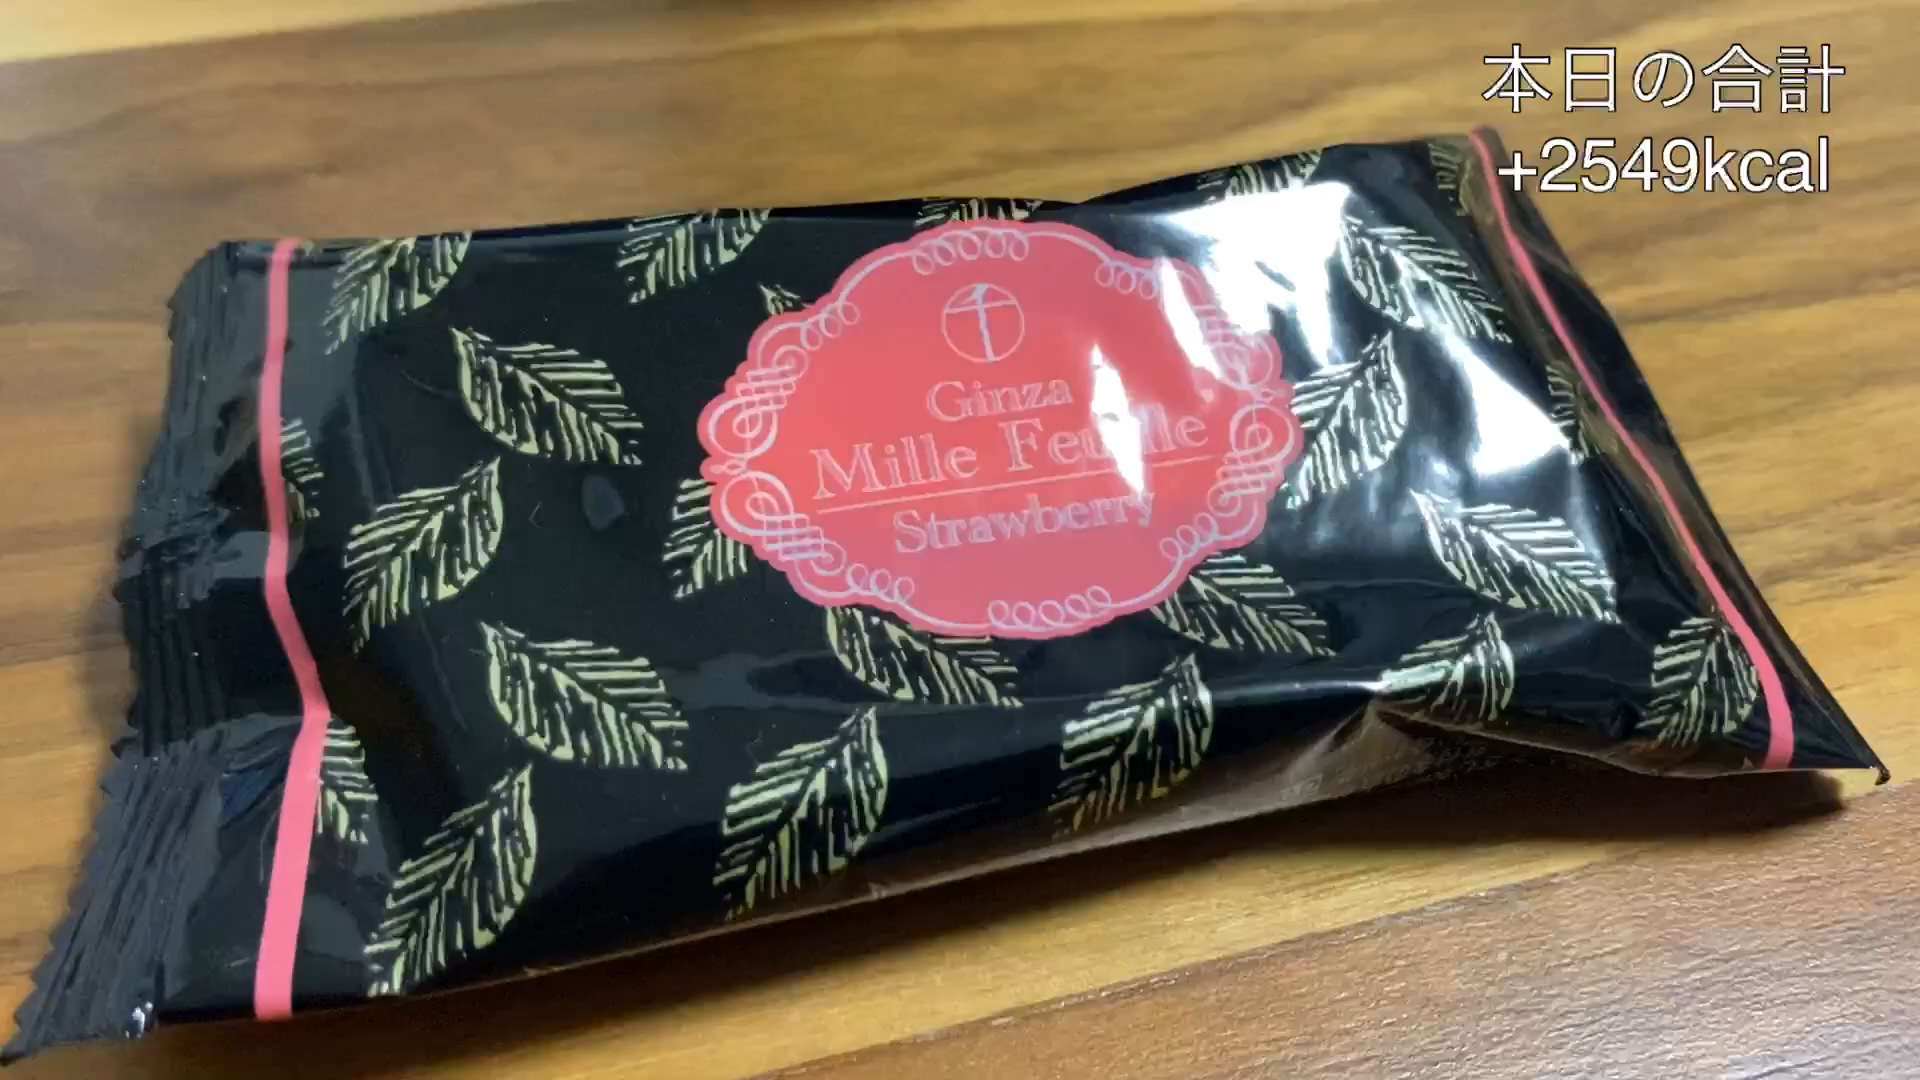 本日の合計
+2549kcal
Ginza
Mille Feuille
Strawberry